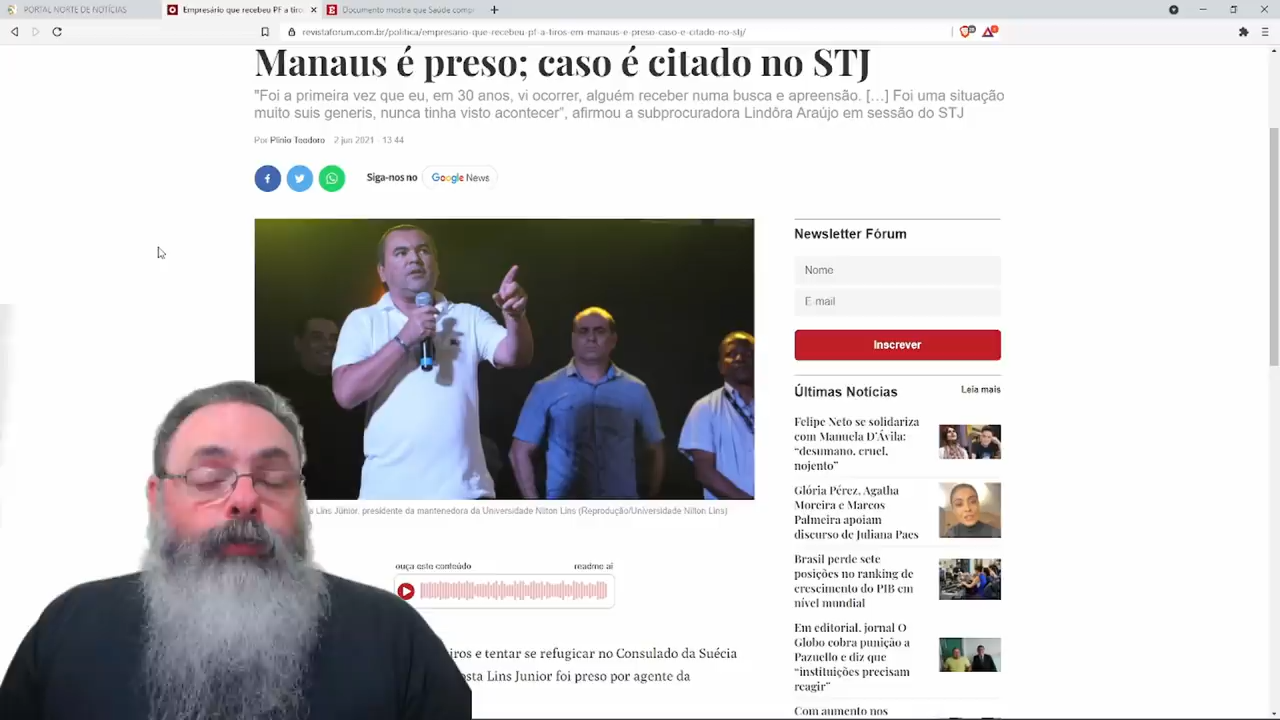 PORTAL NORTE DE NOTÍCIAS
Empresário que recebeu PF a tiro
Documento mostra que Saúde comp
revistaforum.com.br/politica/empresario-que-recebeu-pf-a-tiros-em-manaus-e-preso-caso-e-citado-no-stj/
Manaus é preso; caso é citado no STJ
"Foi a primeira vez que eu, em 30 anos, vi ocorrer, alguém receber numa busca e apreensão. […] Foi uma situação
muito suis generis, nunca tinha visto acontecer", afirmou a subprocuradora Lindôra Araújo em sessão do STJ
Por Plinio Teodoro 2 jun 2021 - 13:44
Siga-nos no Google News
Lins Júnior, presidente da mantenedora da Universidade Nilton Lins (Reprodução/Universidade Nilton Lins)
ouça este conteúdo readme ai
iros e tentar se refugicar no Consulado da Suécia
osta Lins Junior foi preso por agente da
Newsletter Fórum
Nome
E-mail
Inscrever
Últimas Notícias Leia mais
Felipe Neto se solidariza
com Manuela D'Ávila:
"desumano, cruel,
nojento"
Glória Pérez, Agatha
Moreira e Marcos
Palmeira apoiam
discurso de Juliana Paes
Brasil perde sete
posições no ranking de
crescimento do PIB em
nível mundial
Em editorial, jornal O
Globo cobra punição a
Pazuello e diz que
"instituições precisam
reagir"
Com aumento nos